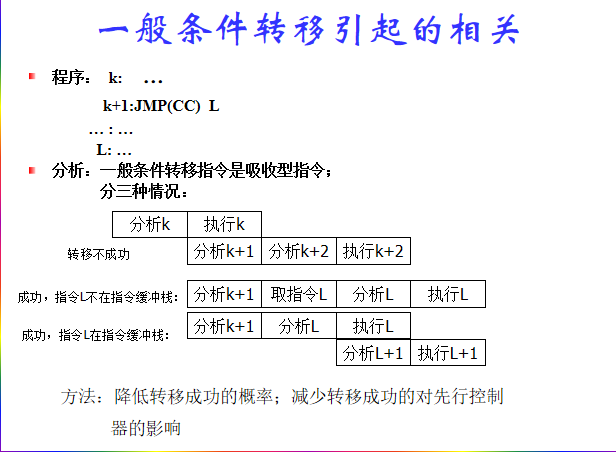 一般条件转移引起的相关
程序： k: …
k+1:JMP(CC) L
… : …
L: …
分析：一般条件转移指令是吸收型指令；
分三种情况：
分析k 执行k
转移不成功 分析k+1 分析k+2 执行k+2
成功，指令L不在指令缓冲栈： 分析k+1 取指令L 分析L 执行L
成功，指令L在指令缓冲栈： 分析k+1 分析L 执行L
分析L+1 执行L+1
方法：降低转移成功的概率；减少转移成功的对先行控制
器的影响